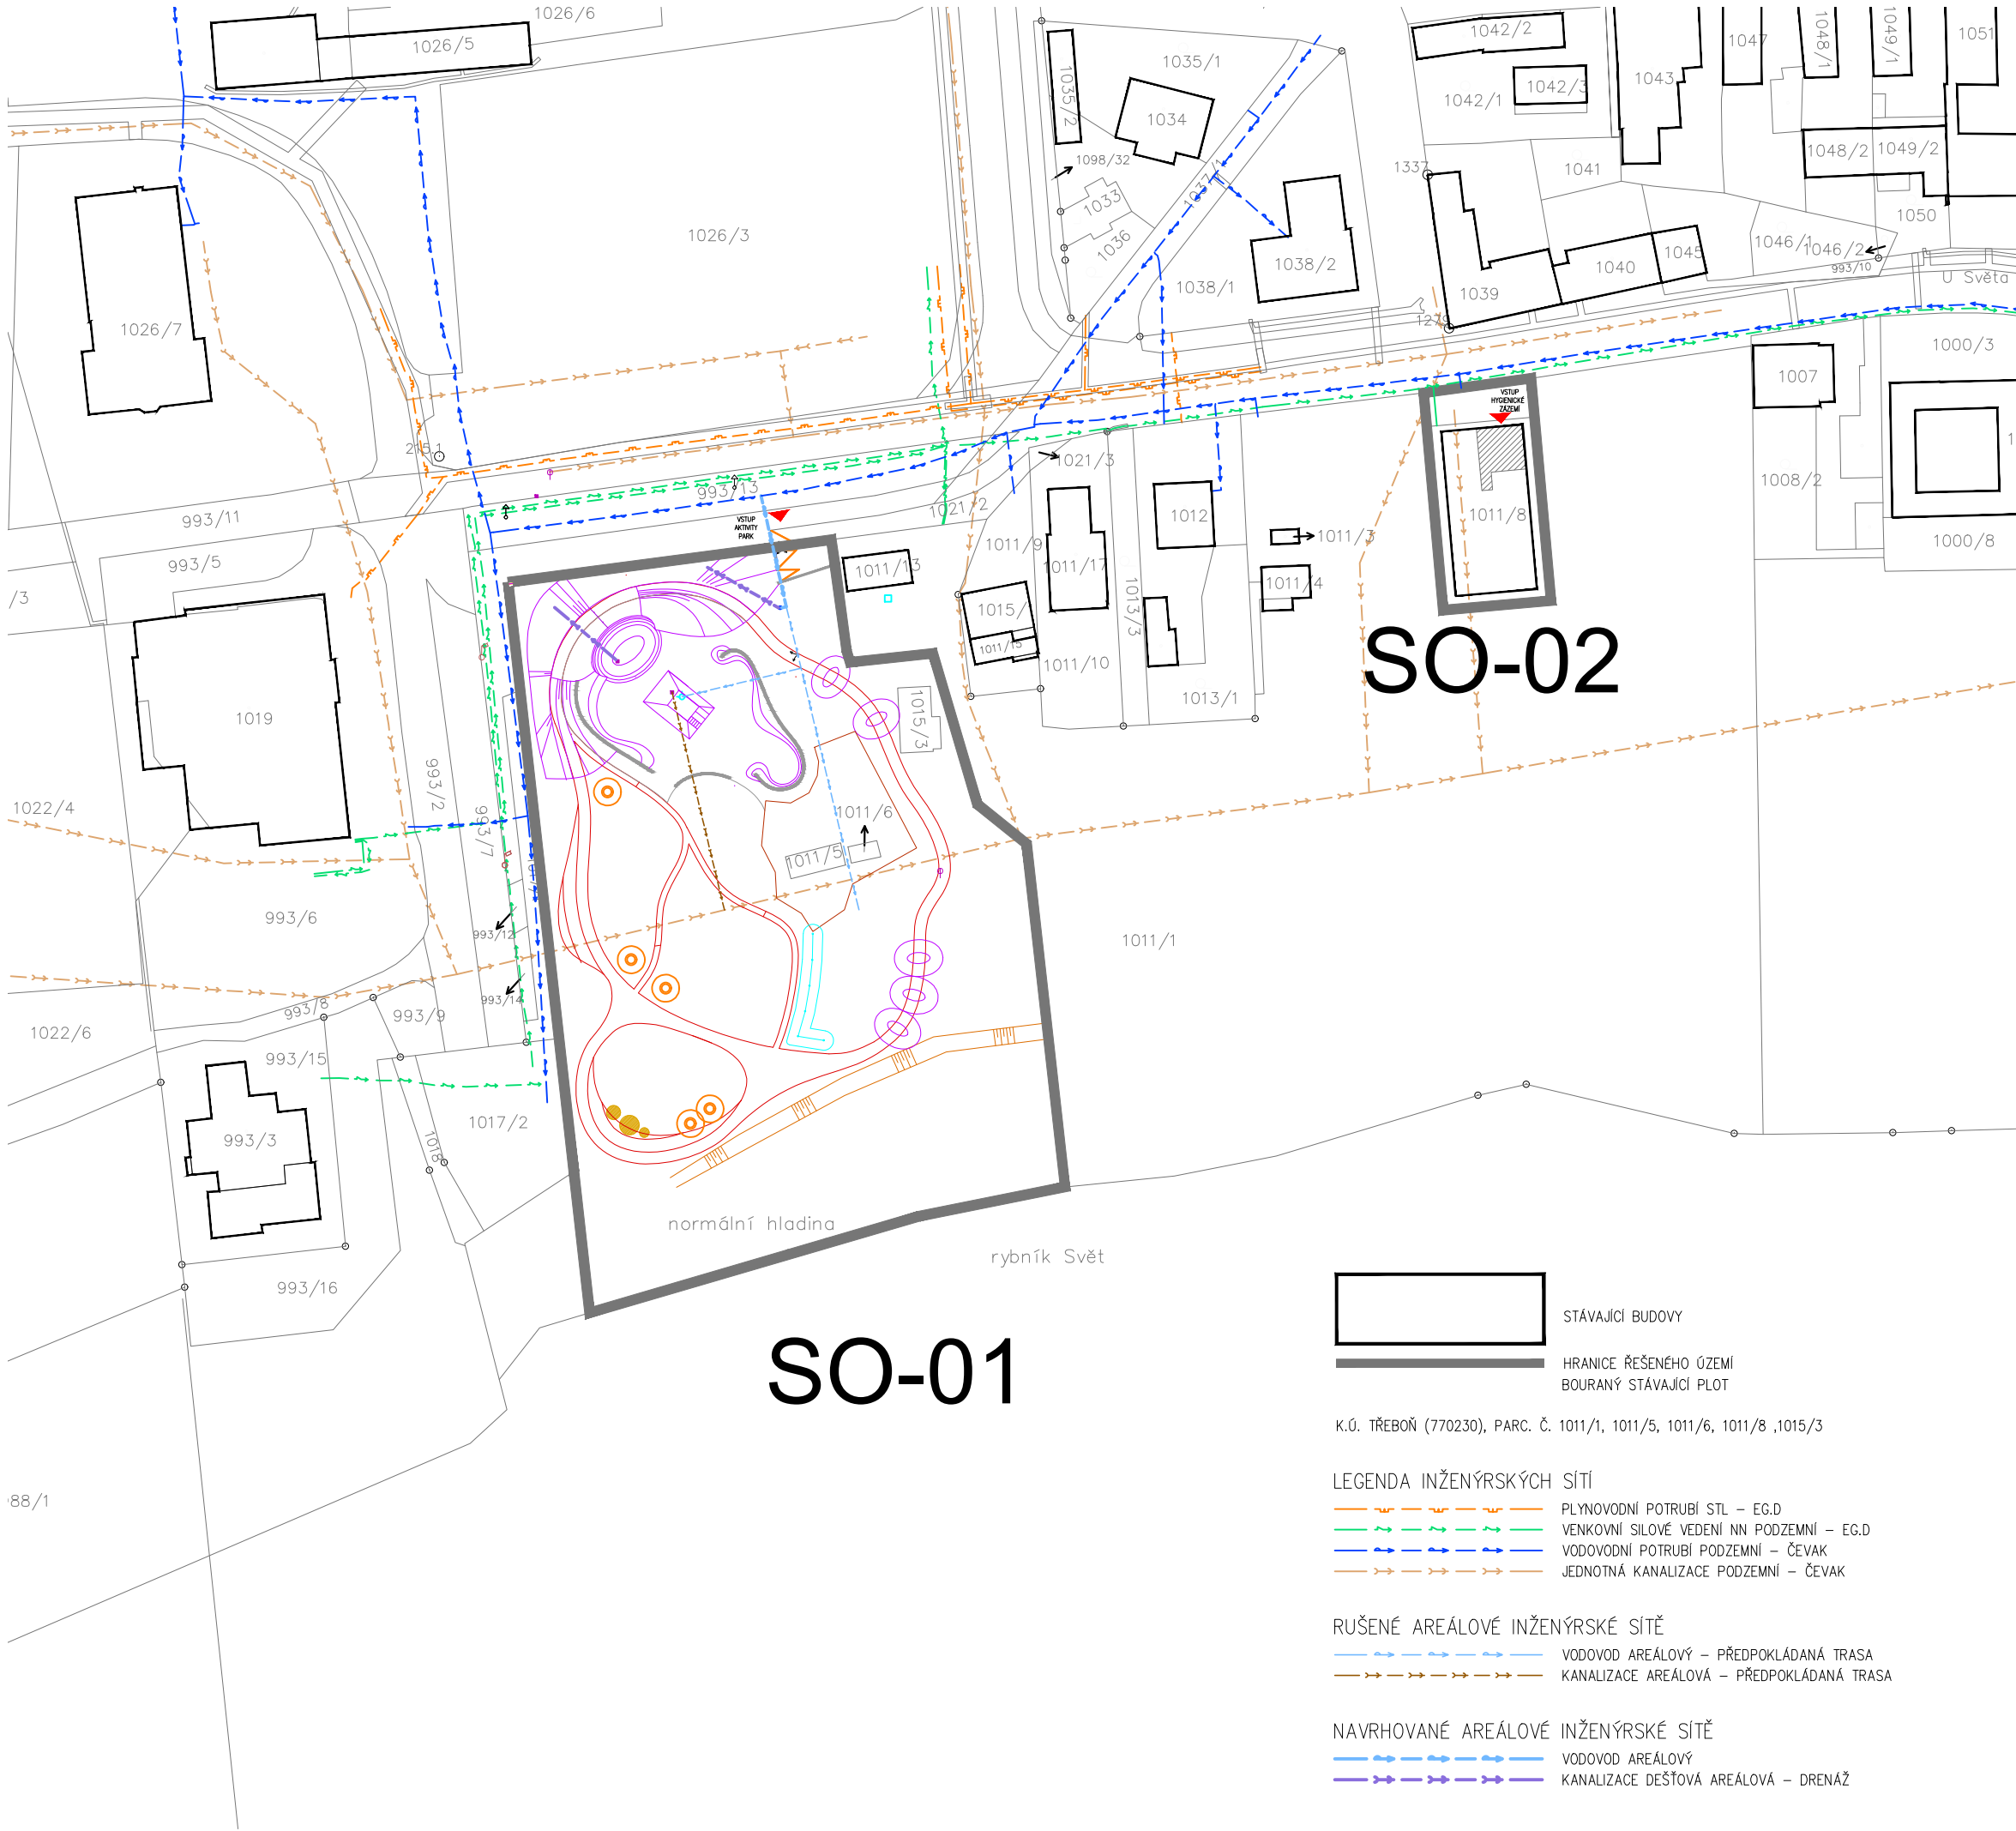 1026/6
1026/5
1035/1
1042/2
1047
1048/1
1049/1
1051
1035/2
1034
1042/1
1042/3
1043
1098/32
1337
1041
1048/2
1049/2
1033
1037/1
1036
1026/3
1050
1046/1
1046/2
993/10
U Světa
1038/2
1038/1
1040
1045
1039
1026/7
1279
1000/3
1007
215.1
1021/3
993/13
1021/2
VSTUP
HYGIENICKÉ
ZÁZEMÍ
1008/2
993/11
VSTUP
AKTIVITY
PARK
1012
1011/8
1011/3
1000/8
993/5
1011/9
1011/13
1011/17
1011/4
/3
1015/
1013/3
1011/15
1011/10
1013/1
SO-02
1019
1015/3
993/2
993/7
1022/4
1011/6
1011/5
993/6
993/12
1011/1
993/14
993/8
993/9
1022/6
993/15
1017/2
993/3
1018
normální hladina
rybník Svět
993/16
SO-01
88/1
STÁVAJÍCÍ BUDOVY
HRANICE ŘEŠENÉHO ÚZEMÍ
BOURANÝ STÁVAJÍCÍ PLOT
K.Ú. TŘEBOŇ (770230), PARC. Č. 1011/1, 1011/5, 1011/6, 1011/8 ,1015/3
LEGENDA INŽENÝRSKÝCH SÍTÍ
PLYNOVODNÍ POTRUBÍ STL – EG.D
VENKOVNÍ SILOVÉ VEDENÍ NN PODZEMNÍ – EG.D
VODOVODNÍ POTRUBÍ PODZEMNÍ – ČEVAK
JEDNOTNÁ KANALIZACE PODZEMNÍ – ČEVAK
RUŠENÉ AREÁLOVÉ INŽENÝRSKÉ SÍTĚ
VODOVOD AREÁLOVÝ – PŘEDPOKLÁDANÁ TRASA
KANALIZACE AREÁLOVÁ – PŘEDPOKLÁDANÁ TRASA
NAVRHOVANÉ AREÁLOVÉ INŽENÝRSKÉ SÍTĚ
VODOVOD AREÁLOVÝ
KANALIZACE DEŠŤOVÁ AREÁLOVÁ – DRENÁŽ